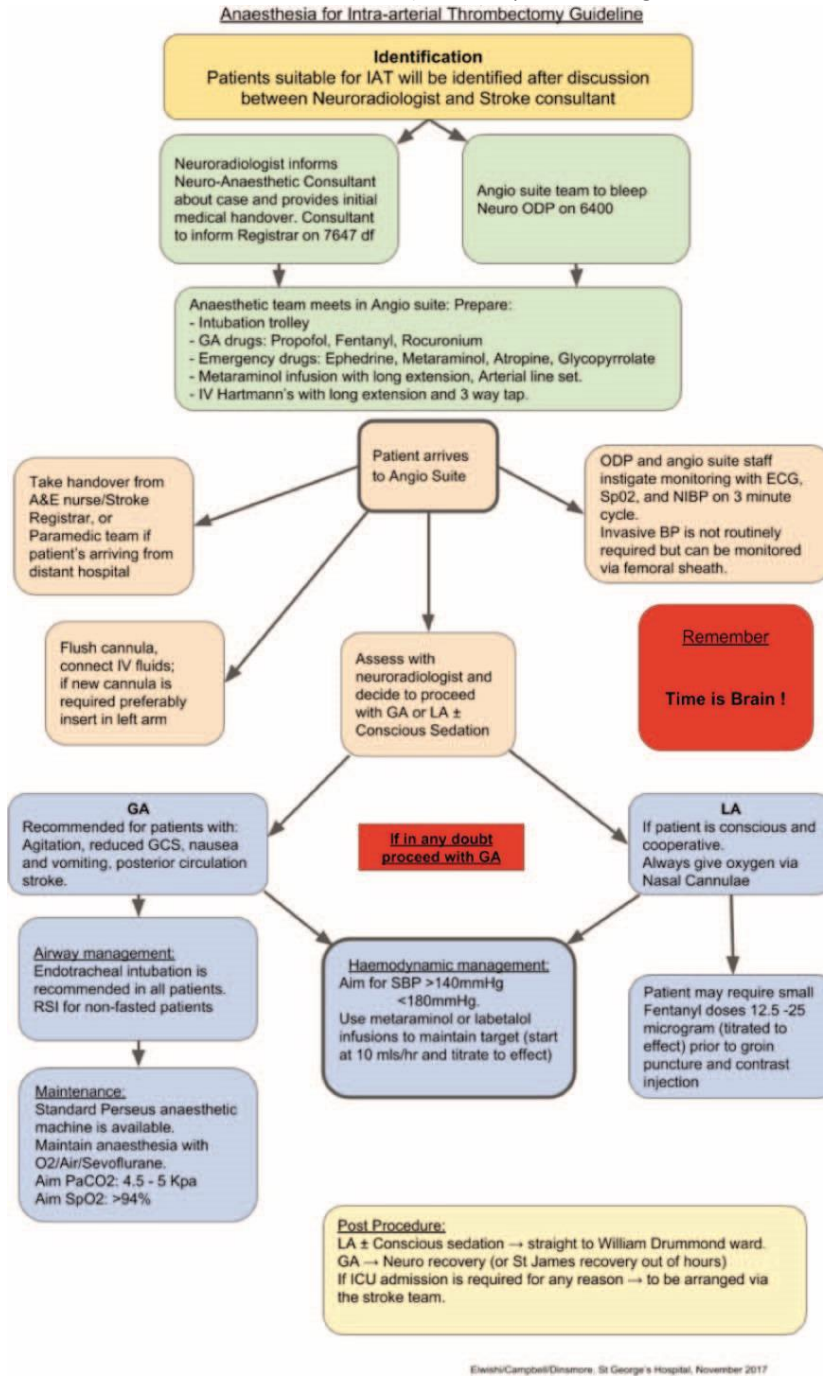 Anaesthesia for Intra-arterial Thrombectomy Guideline
Identification
Patients suitable for IAT will be identified after discussion
between Neuroradiologist and Stroke consultant
Neuroradiologist informs
Neuro-Anaesthetic Consultant
about case and provides initial
medical handover. Consultant
to inform Registrar on 7647 df
Angio suite team to bleep
Neuro ODP on 6400
Anaesthetic team meets in Angio suite: Prepare:
- Intubation trolley
- GA drugs: Propofol, Fentanyl, Rocuronium
- Emergency drugs: Ephedrine, Metaraminol, Atropine, Glycopyrrolate
- Metaraminol infusion with long extension, Arterial line set.
- IV Hartmann's with long extension and 3 way tap.
Patient arrives
to Angio Suite
Take handover from
A&E nurse/Stroke
Registrar, or
Paramedic team if
patient's arriving from
distant hospital
ODP and angio suite staff
instigate monitoring with ECG,
Sp02, and NIBP on 3 minute
cycle.
Invasive BP is not routinely
required but can be monitored
via femoral sheath.
Flush cannula,
connect IV fluids;
if new cannula is
required preferably
insert in left arm
Assess with
neuroradiologist and
decide to proceed
with GA or LA ±
Conscious Sedation
Remember
Time is Brain !
GA
Recommended for patients with:
Agitation, reduced GCS, nausea
and vomiting, posterior circulation
stroke.
If in any doubt
proceed with GA
LA
If patient is conscious and
cooperative.
Always give oxygen via
Nasal Cannulae
Airway management:
Endotracheal intubation is
recommended in all patients.
RSI for non-fasted patients
Haemodynamic management:
Aim for SBP >140mmHg
<180mmHg.
Use metaraminol or labetalol
infusions to maintain target (start
at 10 mls/hr and titrate to effect)
Patient may require small
Fentanyl doses 12.5 -25
microgram (titrated to
effect) prior to groin
puncture and contrast
injection
Maintenance:
Standard Perseus anaesthetic
machine is available.
Maintain anaesthesia with
O2/Air/Sevoflurane.
Aim PaCO2: 4.5 - 5 Kpa
Aim SpO2: >94%
Post Procedure:
LA ± Conscious sedation → straight to William Drummond ward.
GA → Neuro recovery (or St James recovery out of hours)
If ICU admission is required for any reason → to be arranged via
the stroke team.
Elwishi/Campbell/Dinsmore, St George's Hospital, November 2017